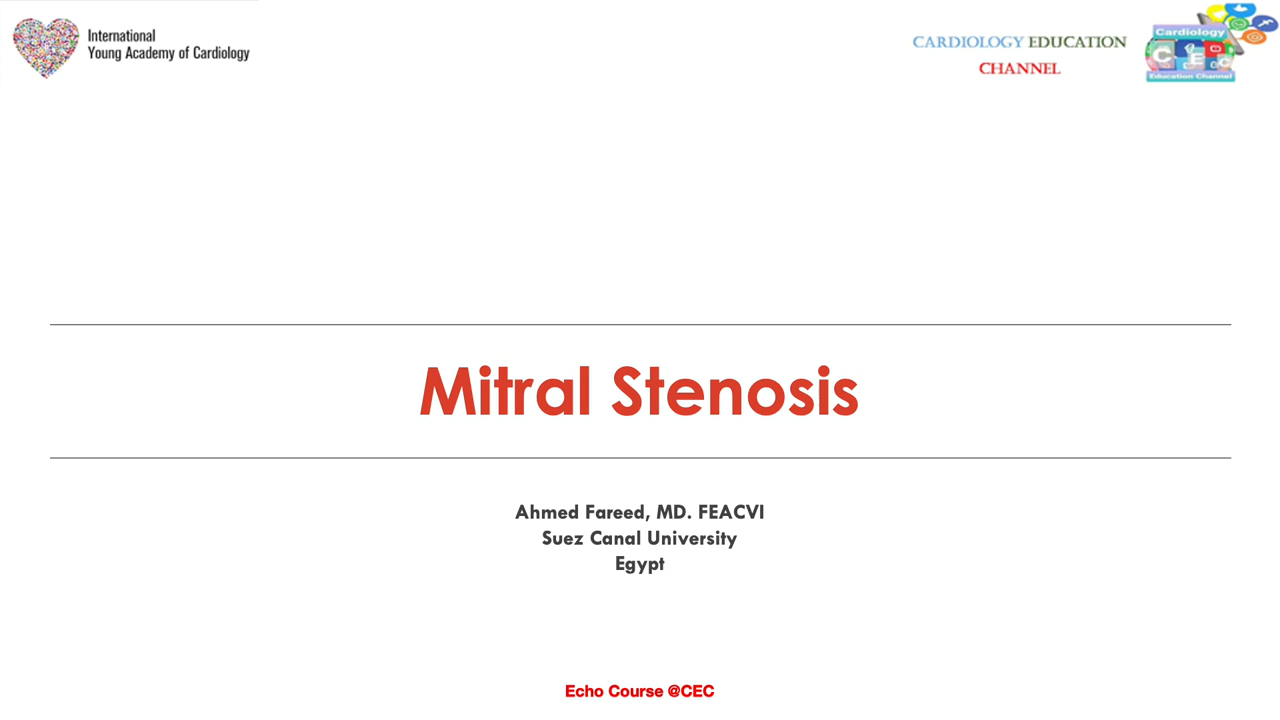 International
Young Academy of Cardiology
CARDIOLOGY EDUCATION
CHANNEL
Cardiology
C E C
Education Channel
Mitral Stenosis
Ahmed Fareed, MD. FEACVI
Suez Canal University
Egypt
Echo Course @CEC